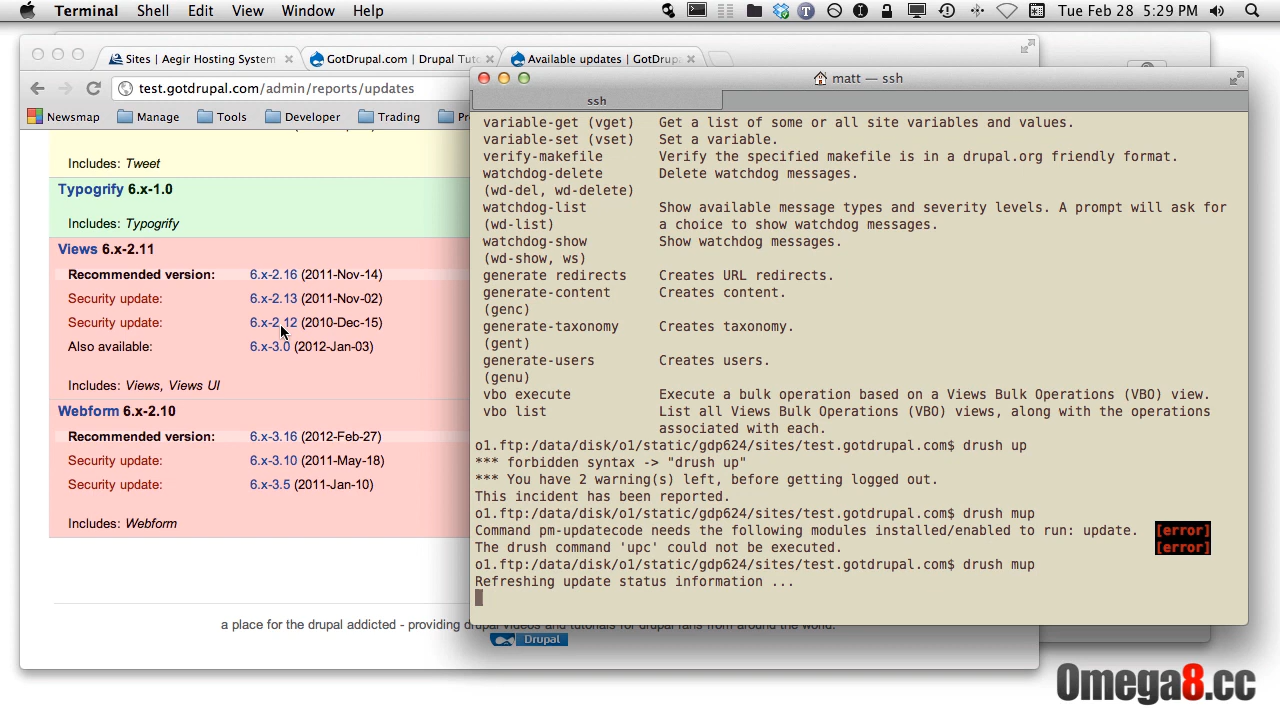 Terminal Shell Edit View Window Help Tue Feb 28 5:29 PM
Sites | Aegir Hosting System
GotDrupal.com | Drupal Tut
Available updates | GotDrup
test.gotdrupal.com/admin/reports/updates
Newsmap Manage Tools Developer Trading
Includes: Tweet
Typogrify 6.x-1.0
Includes: Typogrify
Views 6.x-2.11
Recommended version: 6.x-2.16 (2011-Nov-14)
Security update: 6.x-2.13 (2011-Nov-02)
Security update: 6.x-2.12 (2010-Dec-15)
Also available: 6.x-3.0 (2012-Jan-03)
Includes: Views, Views UI
Webform 6.x-2.10
Recommended version: 6.x-3.16 (2012-Feb-27)
Security update: 6.x-3.10 (2011-May-18)
Security update: 6.x-3.5 (2011-Jan-10)
Includes: Webform
a place for the drupal addicted - providing drupal videos and tutorials for drupal fans from around the world.
Drupal
matt — ssh
ssh
variable-get (vget) Get a list of some or all site variables and values.
variable-set (vset) Set a variable.
verify-makefile Verify the specified makefile is in a drupal.org friendly format.
watchdog-delete Delete watchdog messages.
(wd-del, wd-delete)
watchdog-list Show available message types and severity levels. A prompt will ask for
(wd-list) a choice to show watchdog messages.
watchdog-show Show watchdog messages.
(wd-show, ws)
generate redirects Creates URL redirects.
generate-content Creates content.
(genc)
generate-taxonomy Creates taxonomy.
(gent)
generate-users Creates users.
(genu)
vbo execute Execute a bulk operation based on a Views Bulk Operations (VBO) view.
vbo list List all Views Bulk Operations (VBO) views, along with the operations
associated with each.
o1.ftp:/data/disk/o1/static/gdp624/sites/test.gotdrupal.com$ drush up
*** forbidden syntax -> "drush up"
*** You have 2 warning(s) left, before getting logged out.
This incident has been reported.
o1.ftp:/data/disk/o1/static/gdp624/sites/test.gotdrupal.com$ drush mup
Command pm-updatecode needs the following modules installed/enabled to run: update. [error]
The drush command 'upc' could not be executed. [error]
o1.ftp:/data/disk/o1/static/gdp624/sites/test.gotdrupal.com$ drush mup
Refreshing update status information ...
Omega8.cc